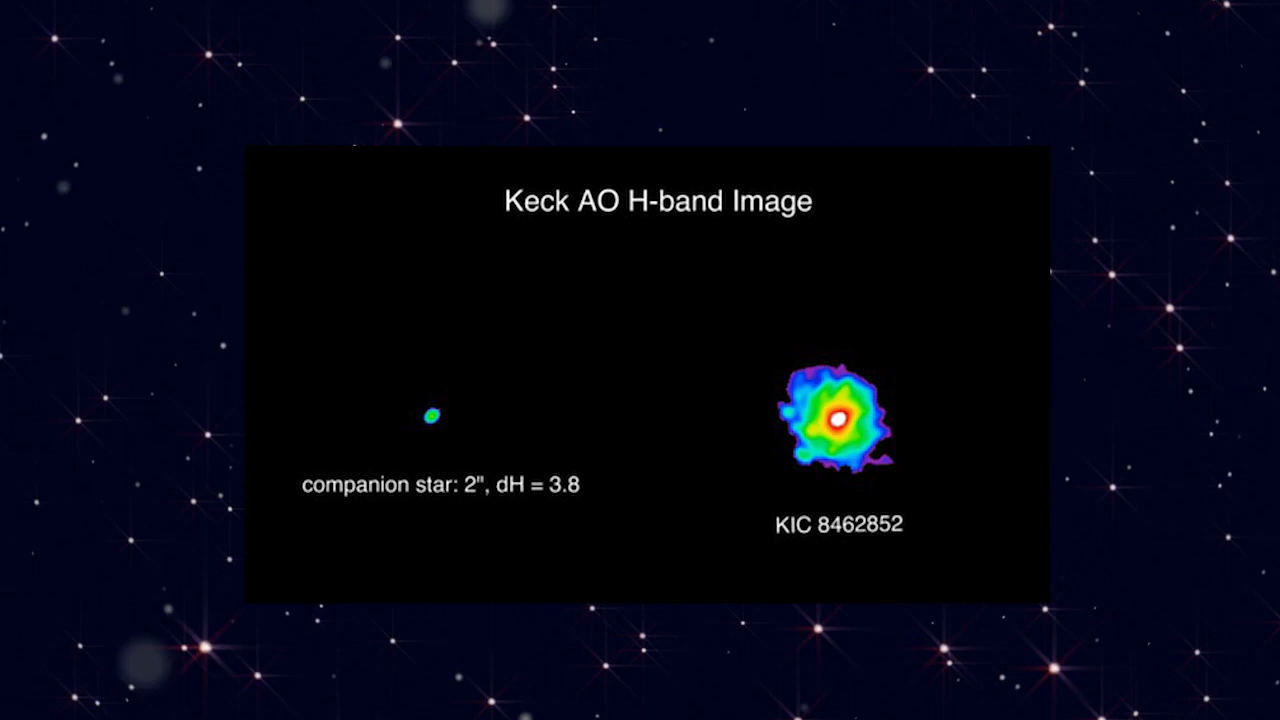 Keck AO H-band Image
companion star: 2", dH = 3.8
KIC 8462852